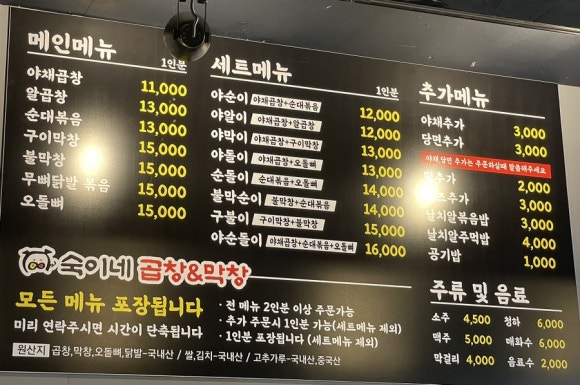 메인메뉴
1인분
야채곱창 11,000
알곱창 13,000
순대볶음 13,000
구이막창 15,000
불막창 15,000
무뼈닭발 볶음 15,000
오돌뼈 15,000
세트메뉴
1인분
야순이 야채곱창+순대볶음 12,000
야알이 야채곱창+알곱창 12,000
야막이 야채곱창+구이막창 13,000
야돌이 야채곱창+오돌뼈 13,000
순돌이 순대볶음+오돌뼈 14,000
불막순이 불막창+순대볶음 14,000
구불이 구이막창+불막창 15,000
야순돌이 야채곱창+순대볶음+오돌뼈 16,000
추가메뉴
야채추가 3,000
당면추가 3,000
야채,당면 추가는 주문하실때 말씀해주세요
2,000
3,000
날치알볶음밥 3,000
날치알주먹밥 4,000
공기밥 1,000
숙이네 곱창&막창
모든 메뉴 포장됩니다
미리 연락주시면 시간이 단축됩니다
· 전 메뉴 2인분 이상 주문가능
· 추가 주문시 1인분 가능(세트메뉴 제외)
· 1인분 포장됩니다 (세트메뉴 제외)
원산지 곱창,막창,오돌뼈,닭발-국내산 / 쌀,김치-국내산 / 고추가루-국내산,중국산
주류 및 음료
소주 4,500 청하 6,000
맥주 5,000 매화수 6,000
막걸리 4,000 음료수 2,000